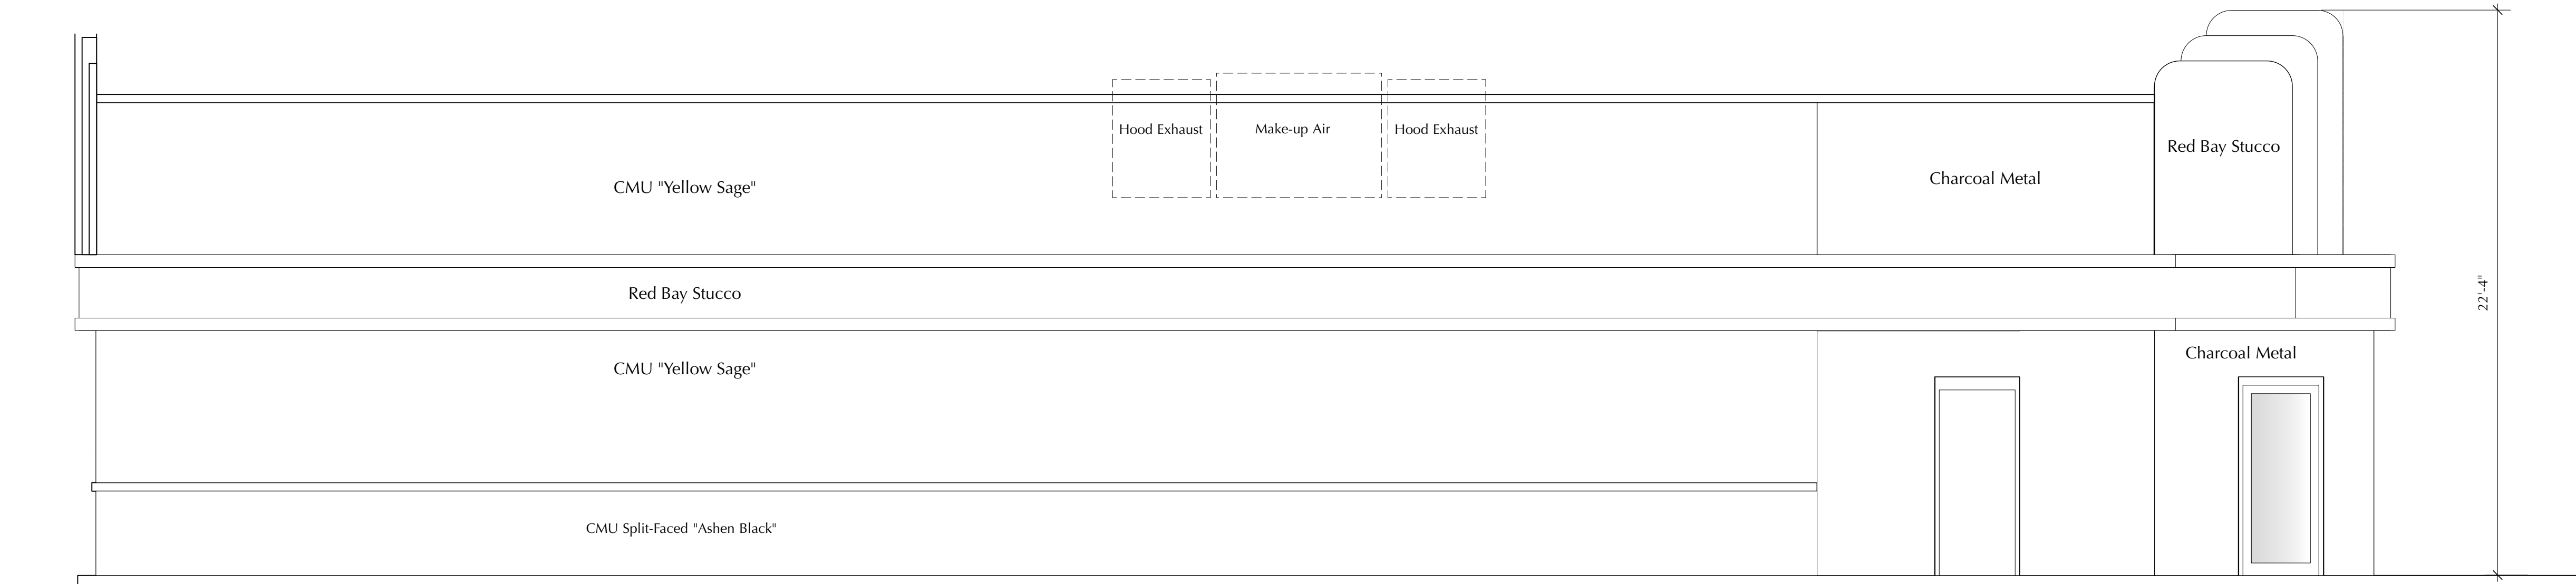 Hood Exhaust
Make-up Air
Hood Exhaust
Red Bay Stucco
CMU "Yellow Sage"
Charcoal Metal
Red Bay Stucco
22'-4"
CMU "Yellow Sage"
Charcoal Metal
CMU Split-Faced "Ashen Black"